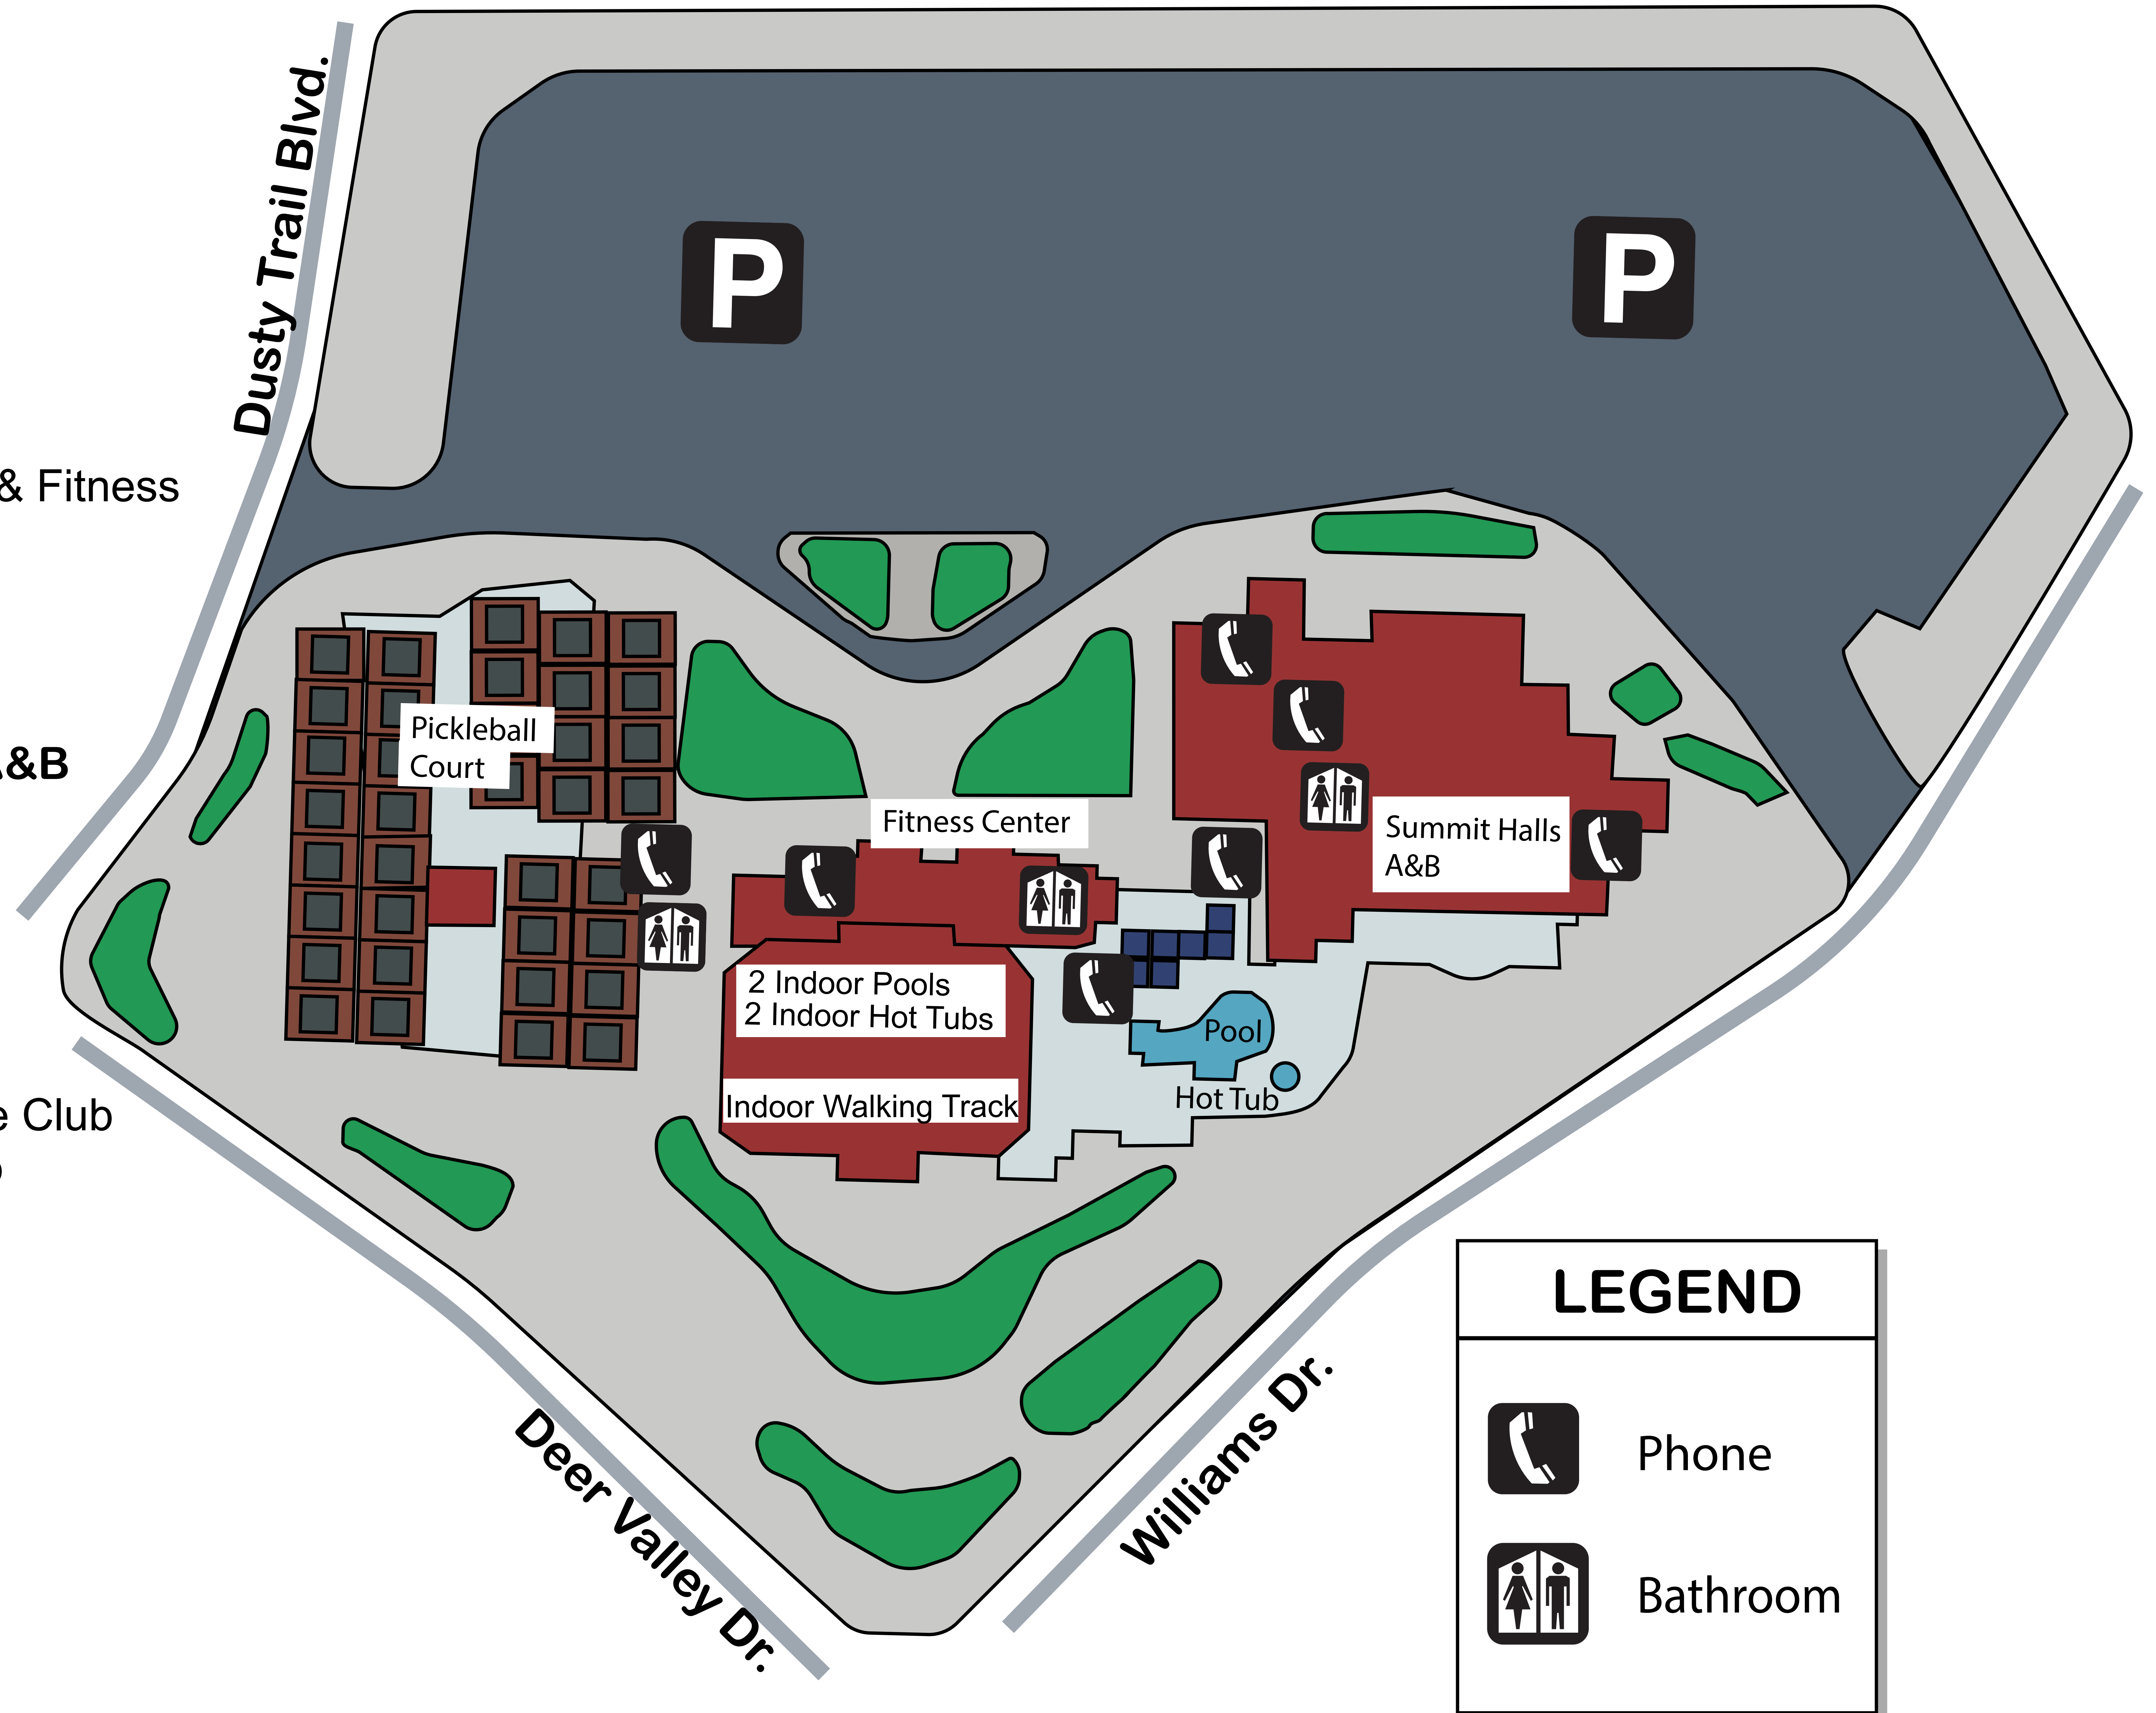 Dusty Trail Blvd.
P
P
& Fitness
A&B
e Club
Pickleball
Court
Fitness Center
Summit Halls
A&B
2 Indoor Pools
2 Indoor Hot Tubs
Indoor Walking Track
Pool
Hot Tub
Deer Valley Dr.
Williams Dr.
LEGEND
Phone
Bathroom